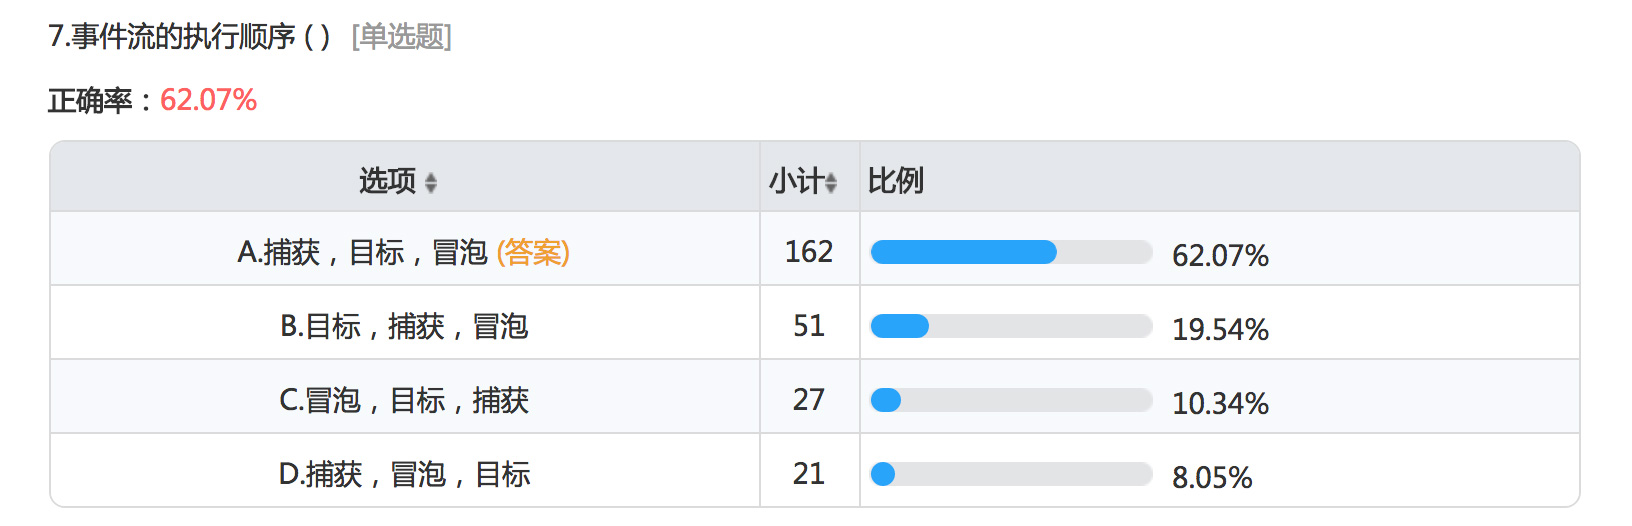 7.事件流的执行顺序 ( ) [单选题]
正确率：62.07%
选项 小计 比例
A.捕获，目标，冒泡 (答案) 162 62.07%
B.目标，捕获，冒泡 51 19.54%
C.冒泡，目标，捕获 27 10.34%
D.捕获，冒泡，目标 21 8.05%